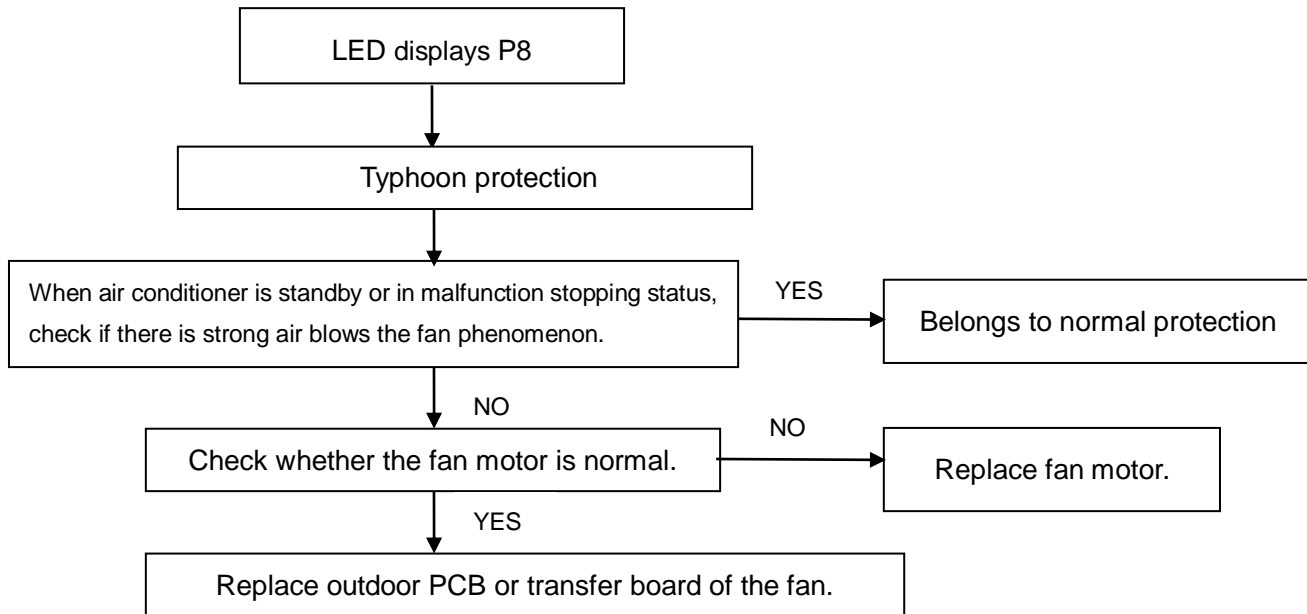 LED displays P8
Typhoon protection
When air conditioner is standby or in malfunction stopping status,
check if there is strong air blows the fan phenomenon.
YES
Belongs to normal protection
NO
Check whether the fan motor is normal.
NO
Replace fan motor.
YES
Replace outdoor PCB or transfer board of the fan.